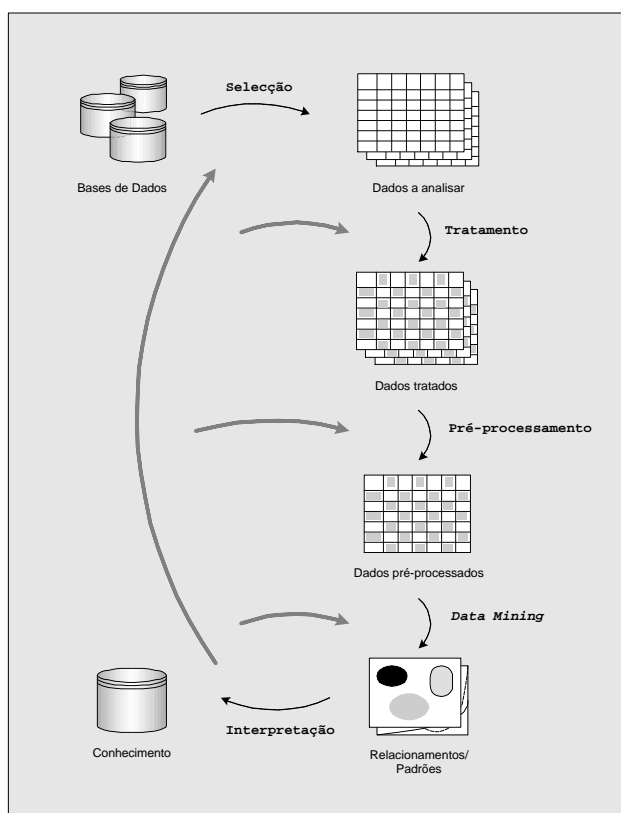 Selecção
Bases de Dados
Dados a analisar
Tratamento
Dados tratados
Pré-processamento
Dados pré-processados
Data Mining
Interpretação
Conhecimento
Relacionamentos/
Padrões